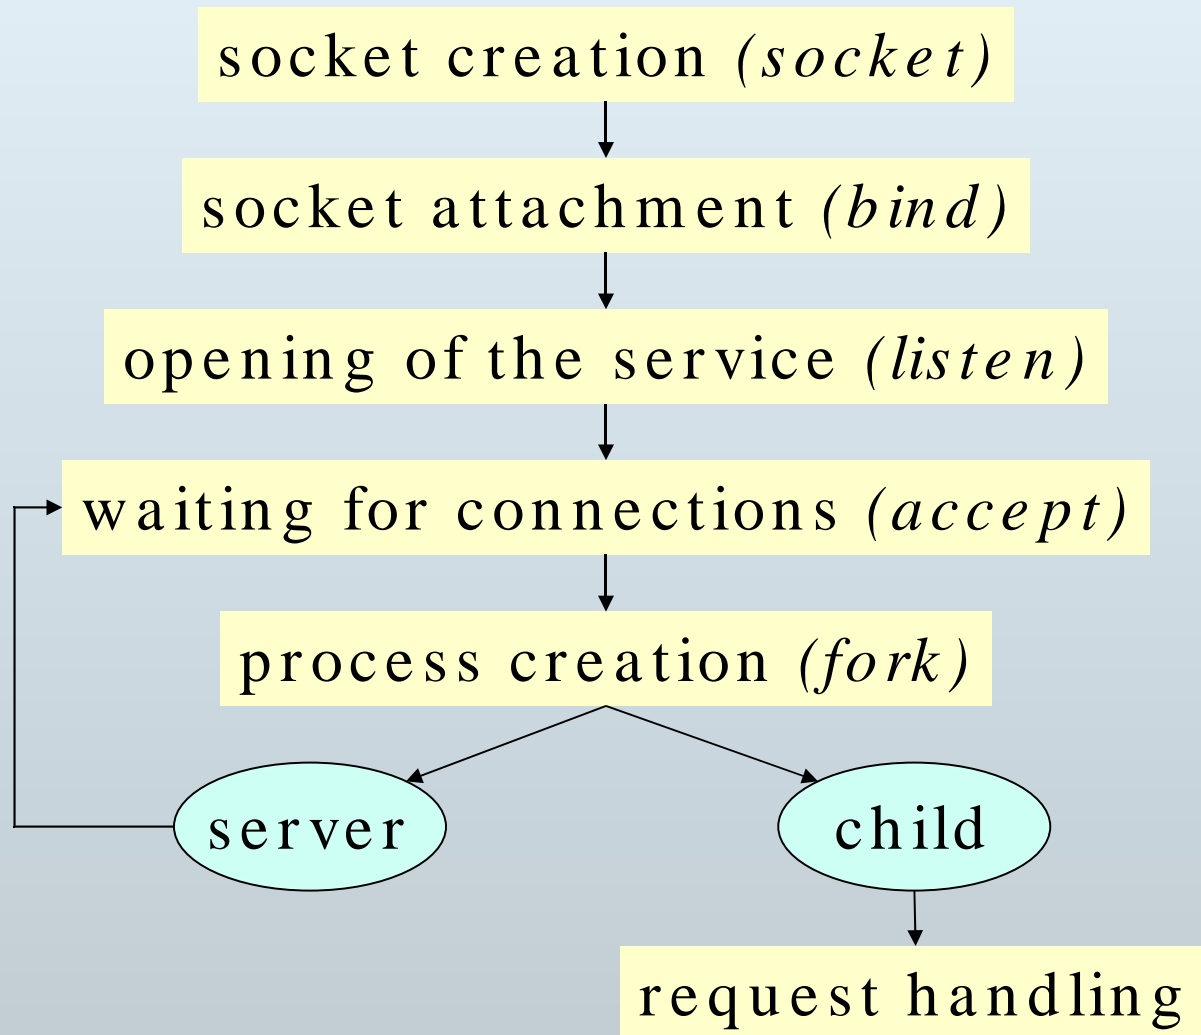 socket creation (socket)
socket attachment (bind)
opening of the service (listen)
waiting for connections (accept)
process creation (fork)
server
child
request handling